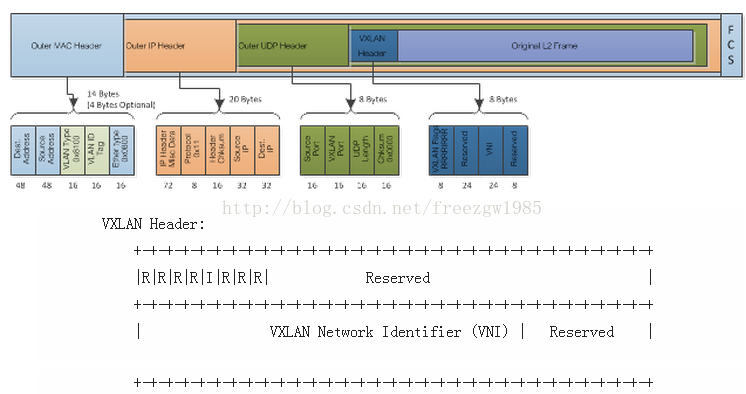 Outer MAC Header Outer IP Header Outer UDP Header VXLAN Header Original L2 Frame FCS
14 Bytes
(4 Bytes Optional)
20 Bytes
8 Bytes
8 Bytes
Dest. Address
Source Address
VLAN Type 0x8100
VLAN ID Tag
Ether Type 0x0800
48 48 16 16 16
IP Header Misc Data
Protocol 0x11
Header Chksum
Source IP
Dest. IP
72 8 16 32 32
Source Port
VXLAN Port
UDP Length
Chksum 0x0000
16 16 16 16
VXLAN Flags RRRRIRRR
Reserved
VNI
Reserved
8 24 24 8
http://blog.csdn.net/freezgw1985
VXLAN Header:
+-+-+-+-+-+-+-+-+-+-+-+-+-+-+-+-+-+-+-+-+-+-+-+-+-+-+-+-+-+-+-+-+
|R|R|R|R|I|R|R|R| Reserved |
+-+-+-+-+-+-+-+-+-+-+-+-+-+-+-+-+-+-+-+-+-+-+-+-+-+-+-+-+-+-+-+-+
| VXLAN Network Identifier (VNI) | Reserved |
+-+-+-+-+-+-+-+-+-+-+-+-+-+-+-+-+-+-+-+-+-+-+-+-+-+-+-+-+-+-+-+-+